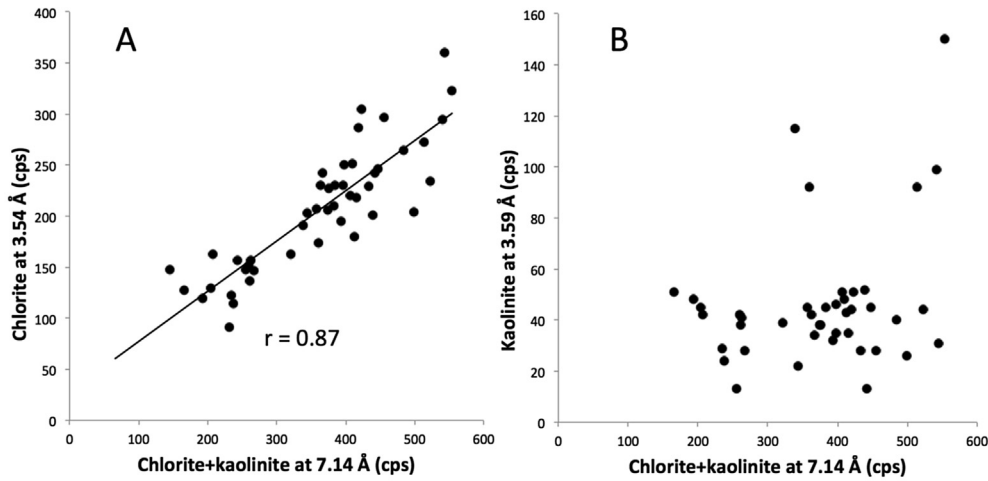 A
400
350
300
250
200
150
100
50
0
0 100 200 300 400 500 600
Chlorite at 3.54 Å (cps)
r = 0.87
Chlorite+kaolinite at 7.14 Å (cps)
B
160
140
120
100
80
60
40
20
0
0 100 200 300 400 500 600
Kaolinite at 3.59 Å (cps)
Chlorite+kaolinite at 7.14 Å (cps)